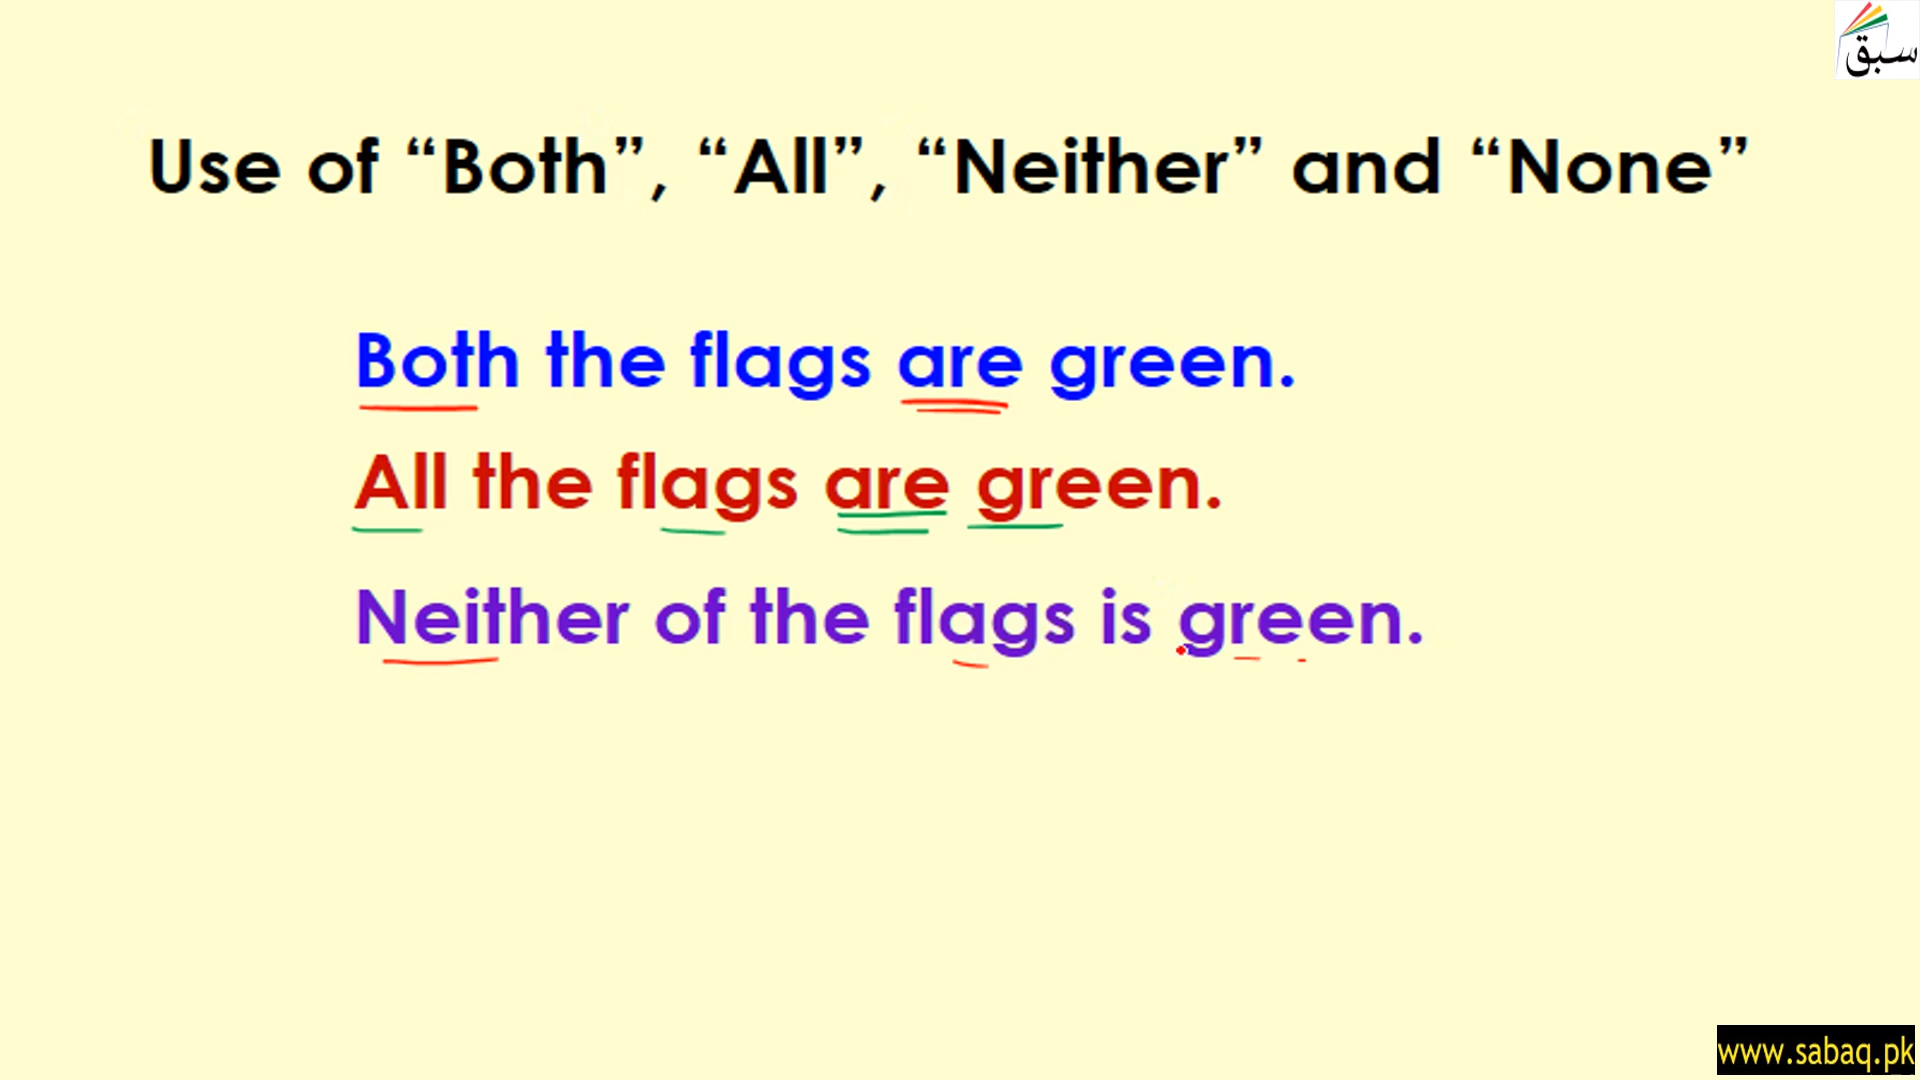 سبق
Use of “Both”, “All”, “Neither” and “None”
Both the flags are green.
All the flags are green.
Neither of the flags is green.
www.sabaq.pk